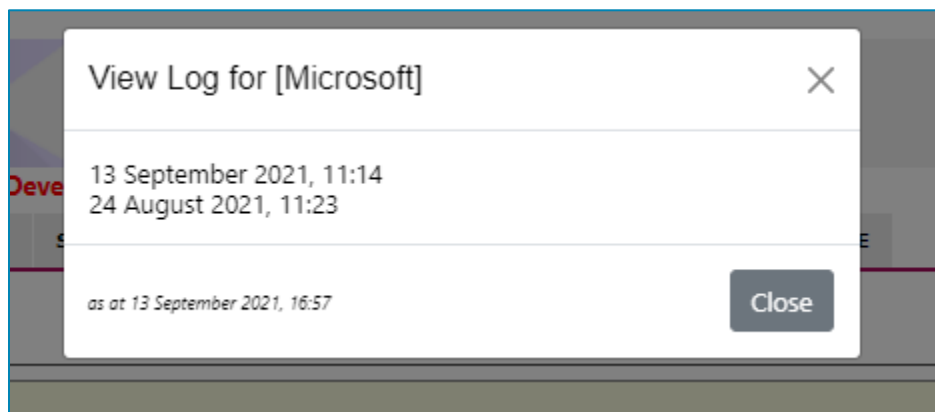 View Log for [Microsoft]
13 September 2021, 11:14
24 August 2021, 11:23
as at 13 September 2021, 16:57
Close